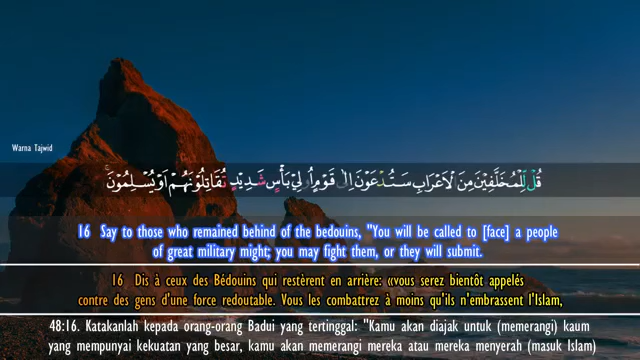 Warna Tajwid
قُل لِّلْمُخَلَّفِينَ مِنَ الْأَعْرَابِ سَتُدْعَوْنَ إِلَىٰ قَوْمٍ أُولِي بَأْسٍ شَدِيدٍ تُقَاتِلُونَهُمْ أَوْ يُسْلِمُونَ ۖ
16 Say to those who remained behind of the bedouins, "You will be called to [face] a people
of great military might; you may fight them, or they will submit.
16 Dis à ceux des Bédouins qui restèrent en arrière: «vous serez bientôt appelés
contre des gens d'une force redoutable. Vous les combattrez à moins qu'ils n'embrassent l'Islam,
48:16. Katakanlah kepada orang-orang Badui yang tertinggal: "Kamu akan diajak untuk (memerangi) kaum
yang mempunyai kekuatan yang besar, kamu akan memerangi mereka atau mereka menyerah (masuk Islam)